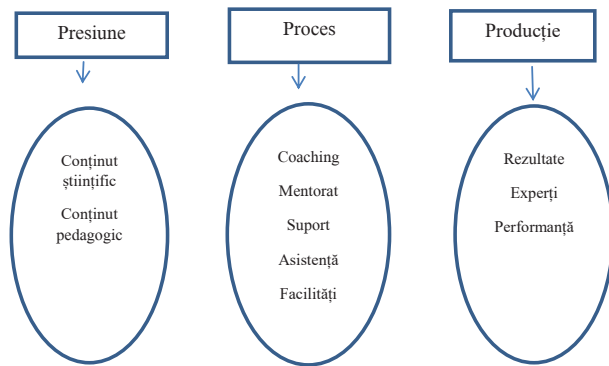 Presiune
Proces
Producție
Conținut
științific
Conținut
pedagogic
Coaching
Mentorat
Suport
Asistență
Facilități
Rezultate
Experți
Performanță